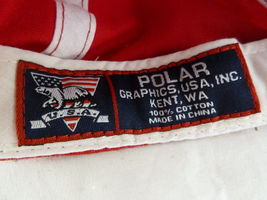 U.S.A
POLAR
GRAPHICS, USA, INC.
KENT, WA
100% COTTON
MADE IN CHINA